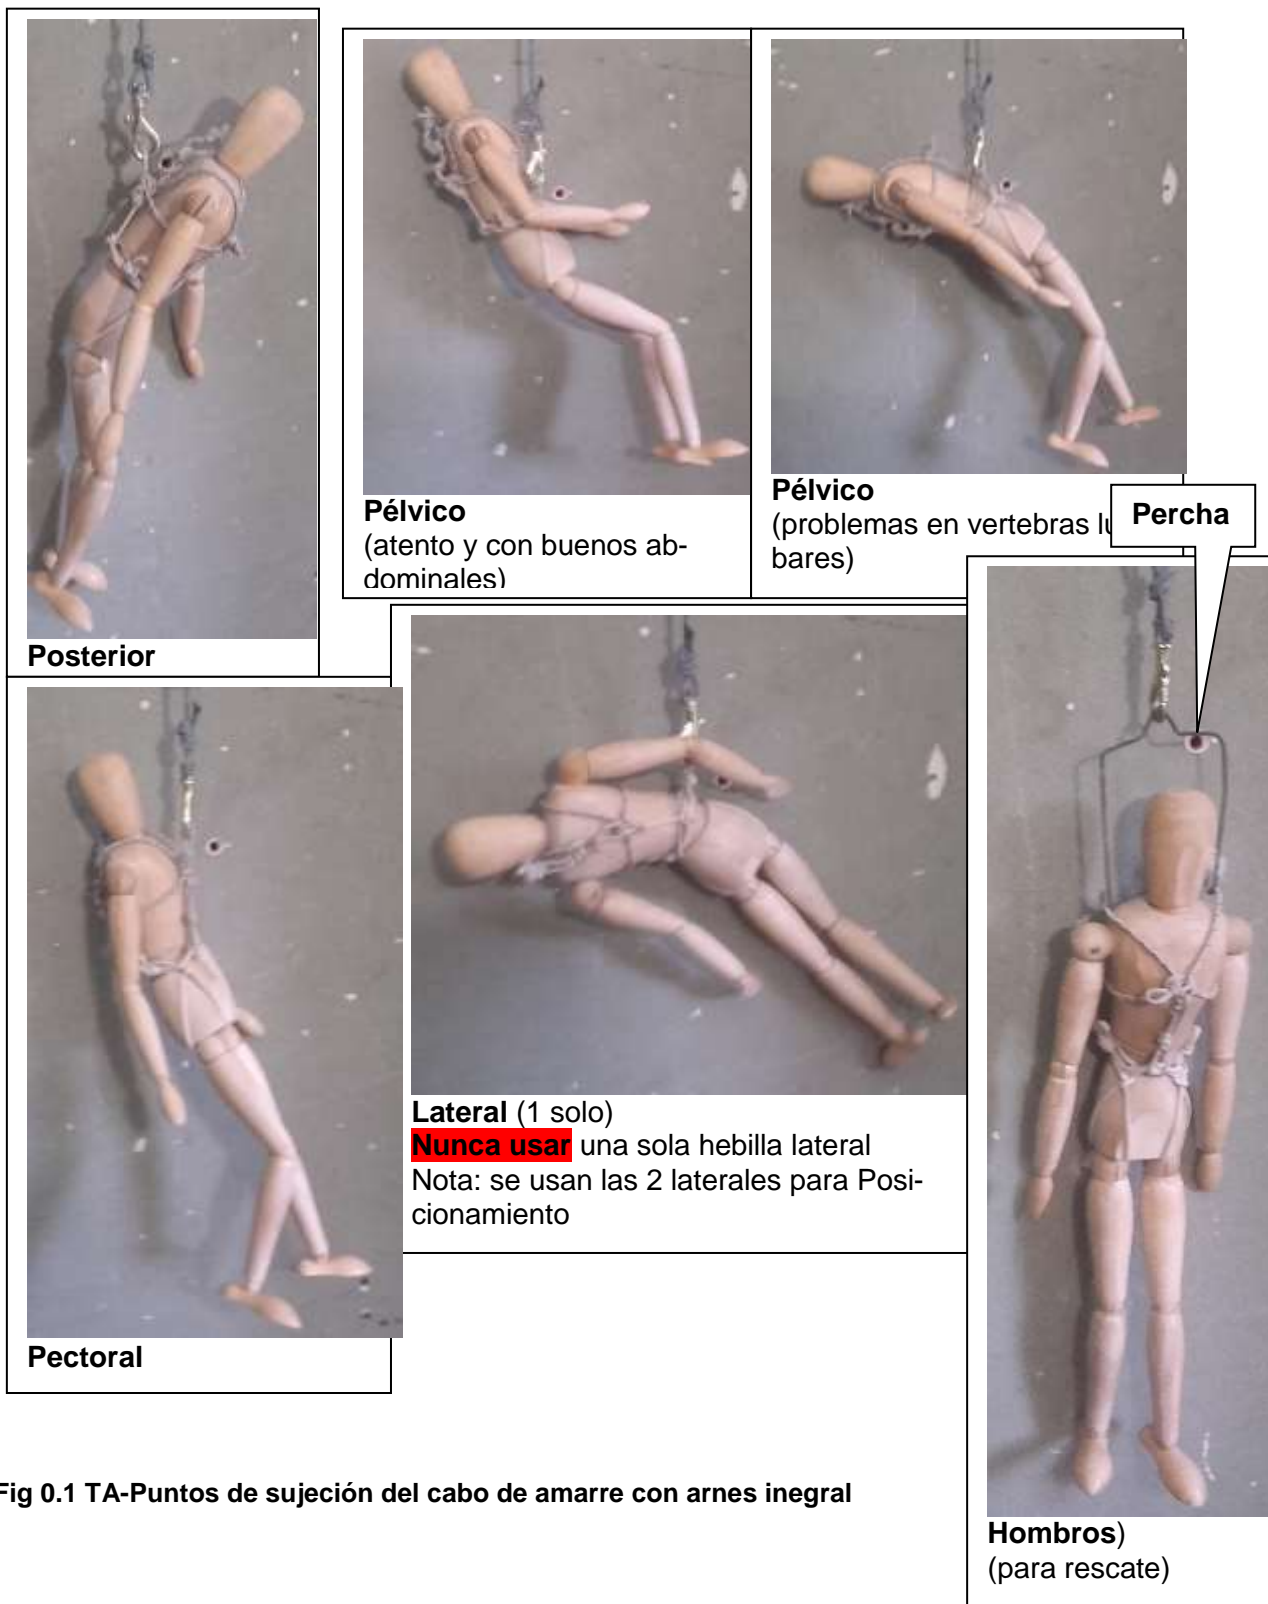 Posterior
Pélvico
(atento y con buenos ab-
dominales)
Pélvico
(problemas en vertebras lu
bares)
Percha
Pectoral
Lateral (1 solo)
Nunca usar una sola hebilla lateral
Nota: se usan las 2 laterales para Posi-
cionamiento
Hombros)
(para rescate)
Fig 0.1 TA-Puntos de sujeción del cabo de amarre con arnes inegral